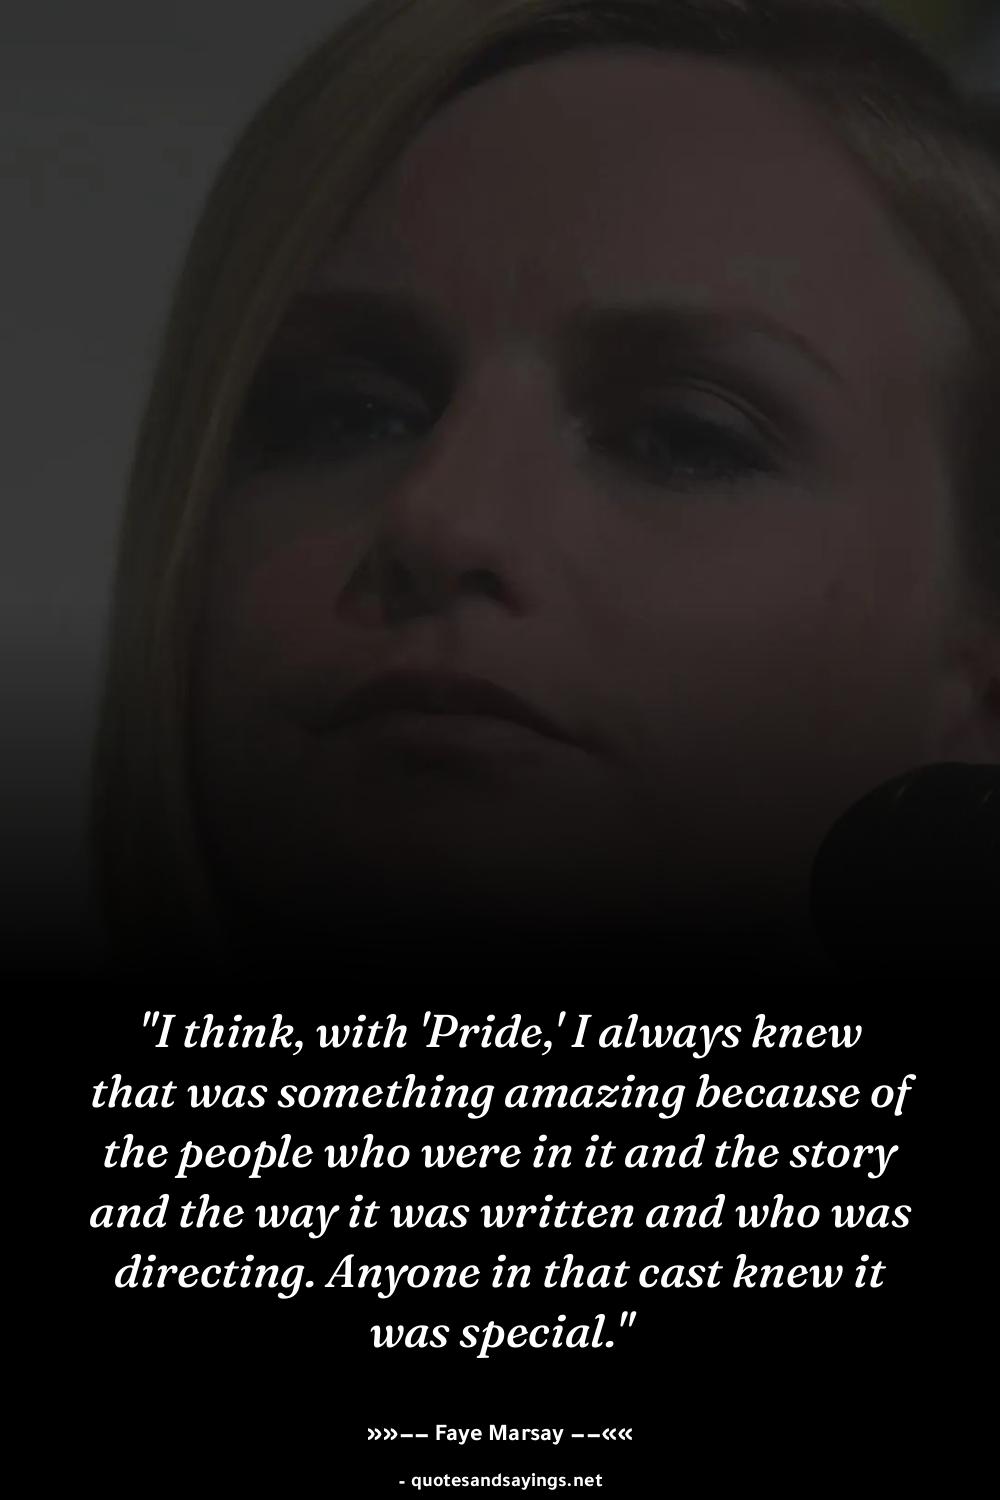 "I think, with 'Pride,' I always knew
that was something amazing because of
the people who were in it and the story
and the way it was written and who was
directing. Anyone in that cast knew it
was special."
»»–– Faye Marsay ––««
- quotesandsayings.net